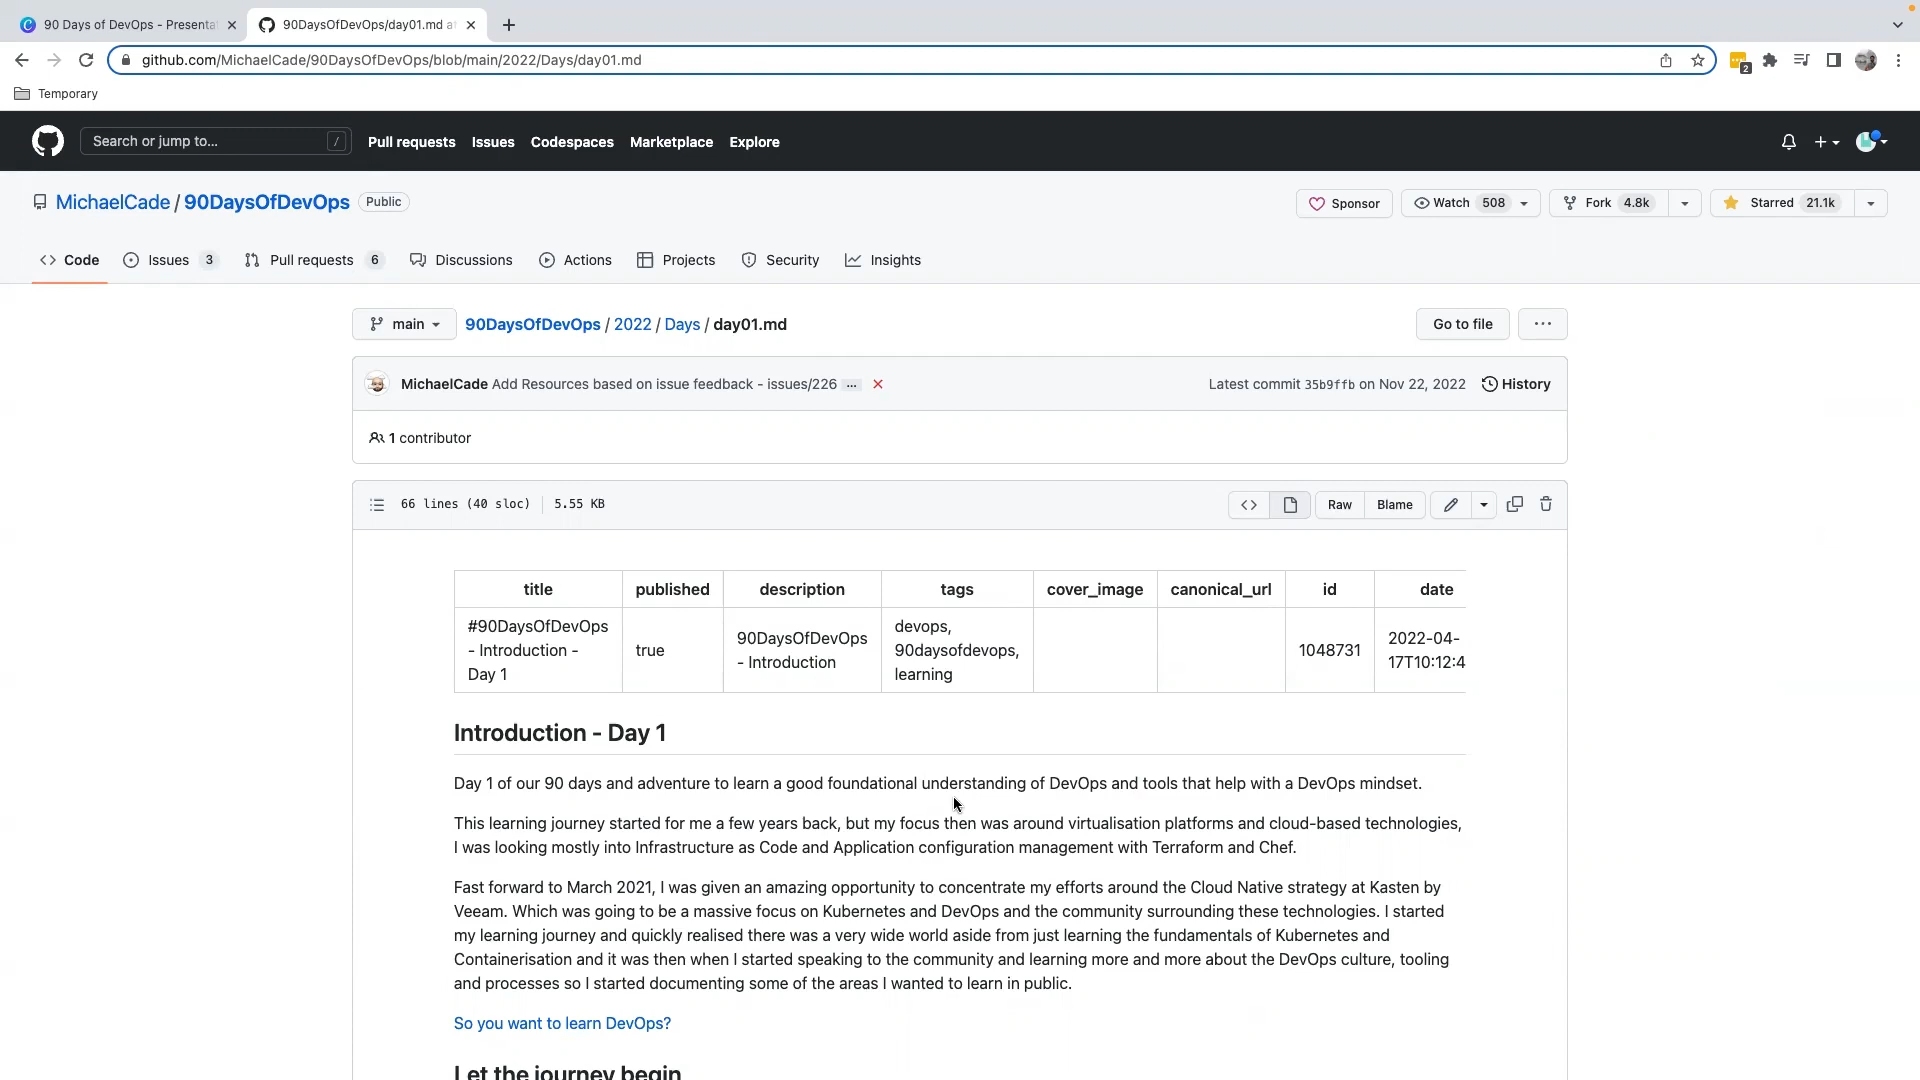 90 Days of DevOps - Presenta
90DaysOfDevOps/day01.md a
github.com/MichaelCade/90DaysOfDevOps/blob/main/2022/Days/day01.md
2
Temporary
Search or jump to... /
Pull requests Issues Codespaces Marketplace Explore
MichaelCade / 90DaysOfDevOps Public
Sponsor Watch 508 Fork 4.8k Starred 21.1k
Code Issues 3 Pull requests 6 Discussions Actions Projects Security Insights
main 90DaysOfDevOps / 2022 / Days / day01.md Go to file ...
MichaelCade Add Resources based on issue feedback - issues/226 ... Latest commit 35b9ffb on Nov 22, 2022 History
1 contributor
66 lines (40 sloc) 5.55 KB <> Raw Blame
title published description tags cover_image canonical_url id date
#90DaysOfDevOps
- Introduction -
Day 1
true
90DaysOfDevOps
- Introduction
devops,
90daysofdevops,
learning
1048731
2022-04-
17T10:12:4
Introduction - Day 1
Day 1 of our 90 days and adventure to learn a good foundational understanding of DevOps and tools that help with a DevOps mindset.
This learning journey started for me a few years back, but my focus then was around virtualisation platforms and cloud-based technologies,
I was looking mostly into Infrastructure as Code and Application configuration management with Terraform and Chef.
Fast forward to March 2021, I was given an amazing opportunity to concentrate my efforts around the Cloud Native strategy at Kasten by
Veeam. Which was going to be a massive focus on Kubernetes and DevOps and the community surrounding these technologies. I started
my learning journey and quickly realised there was a very wide world aside from just learning the fundamentals of Kubernetes and
Containerisation and it was then when I started speaking to the community and learning more and more about the DevOps culture, tooling
and processes so I started documenting some of the areas I wanted to learn in public.
So you want to learn DevOps?
Let the journey begin